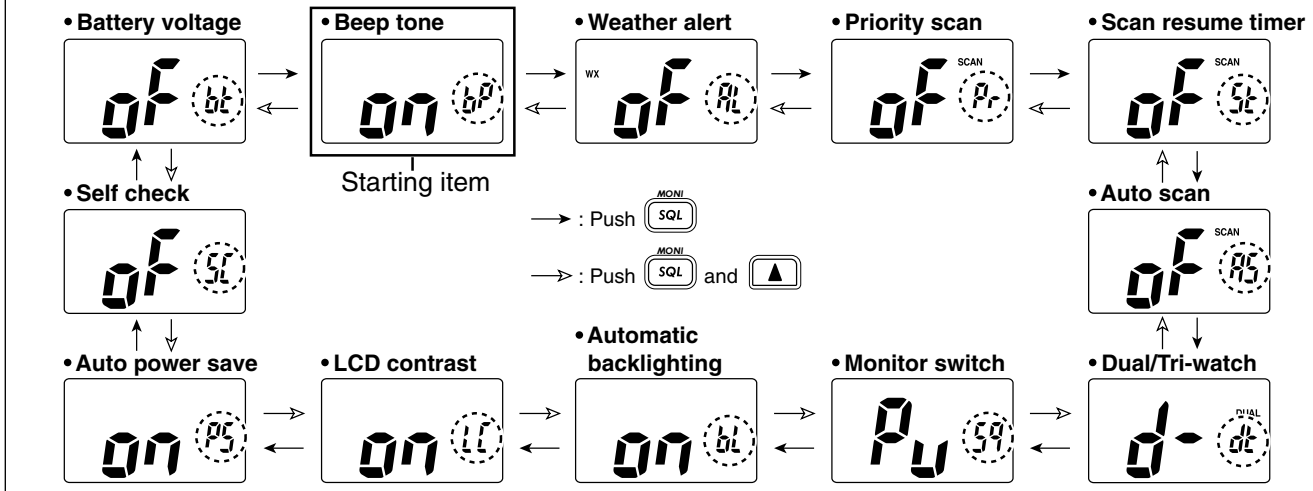 • Battery voltage
• Beep tone
• Weather alert
• Priority scan
• Scan resume timer
oF bt
on bP
WX oF AL
SCAN oF Pr
SCAN oF St
Starting item
• Self check
oF SC
MONI
→ : Push SQL
MONI
→ : Push SQL and ▲
• Auto scan
SCAN oF AS
• Auto power save
• LCD contrast
• Automatic
backlighting
• Monitor switch
• Dual/Tri-watch
on PS
on LC
on bL
Pu S9
DUAL d- dt